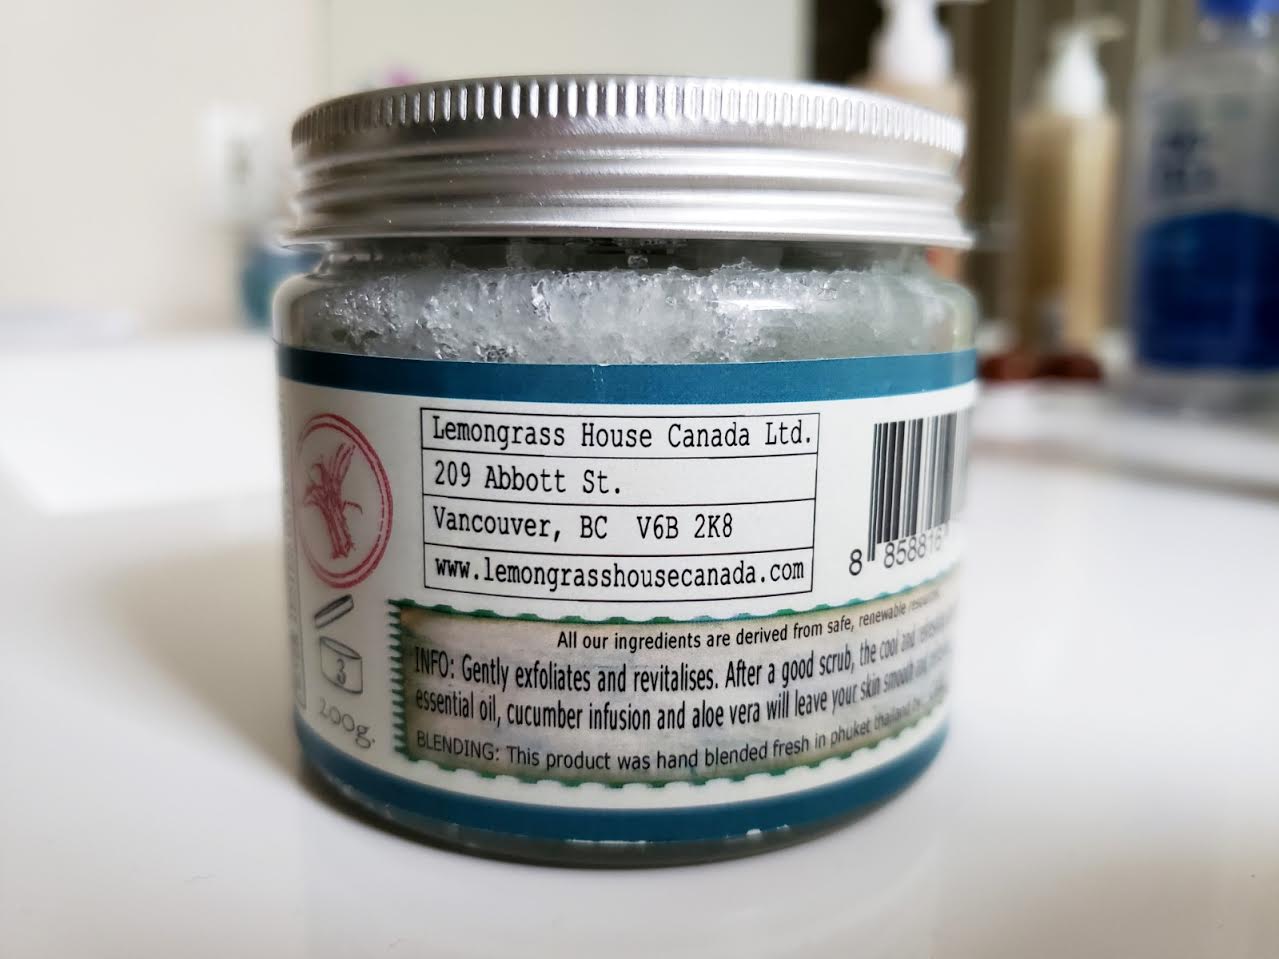 Lemongrass House Canada Ltd.
209 Abbott St.
Vancouver, BC V6B 2K8
www.lemongrasshousecanada.com
8 858816
3
200g.
All our ingredients are derived from safe, renewable
INFO: Gently exfoliates and revitalises. After a good scrub, the cool and
essential oil, cucumber infusion and aloe vera will leave your skin smooth and
BLENDING: This product was hand blended fresh in phuket thailand